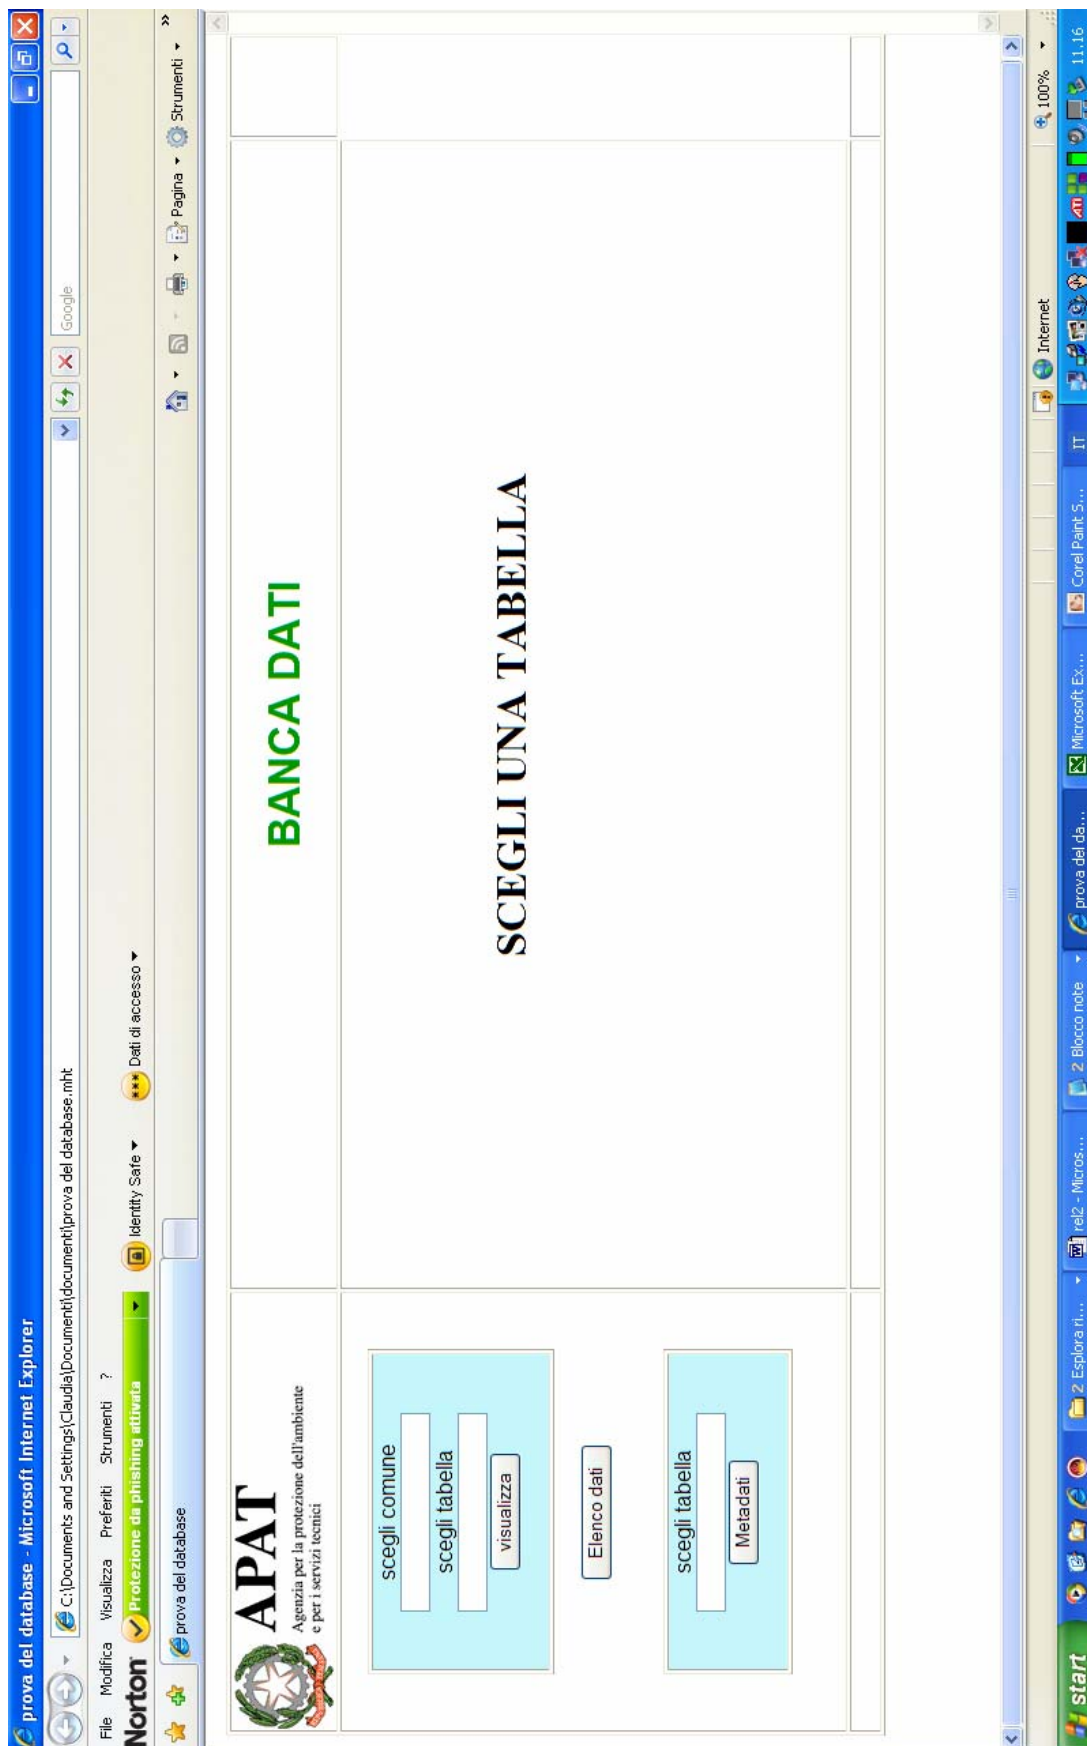 prova del database - Microsoft Internet Explorer
C:\Documents and Settings\Claudia\Documenti\documenti\prova del database.mht
Google
File Modifica Visualizza Preferiti Strumenti ?
Norton Protezione da phishing attivata Identity Safe Dati di accesso
prova del database
Pagina Strumenti
APAT
Agenzia per la protezione dell'ambiente
e per i servizi tecnici
BANCA DATI
scegli comune
scegli tabella
visualizza
Elenco dati
scegli tabella
Metadati
SCEGLI UNA TABELLA
Internet 100%
start 2 Esplora ri... rel2 - Micros... 2 Blocco note prova del da... Microsoft Ex... Corel Paint S... IT ATI 11.16